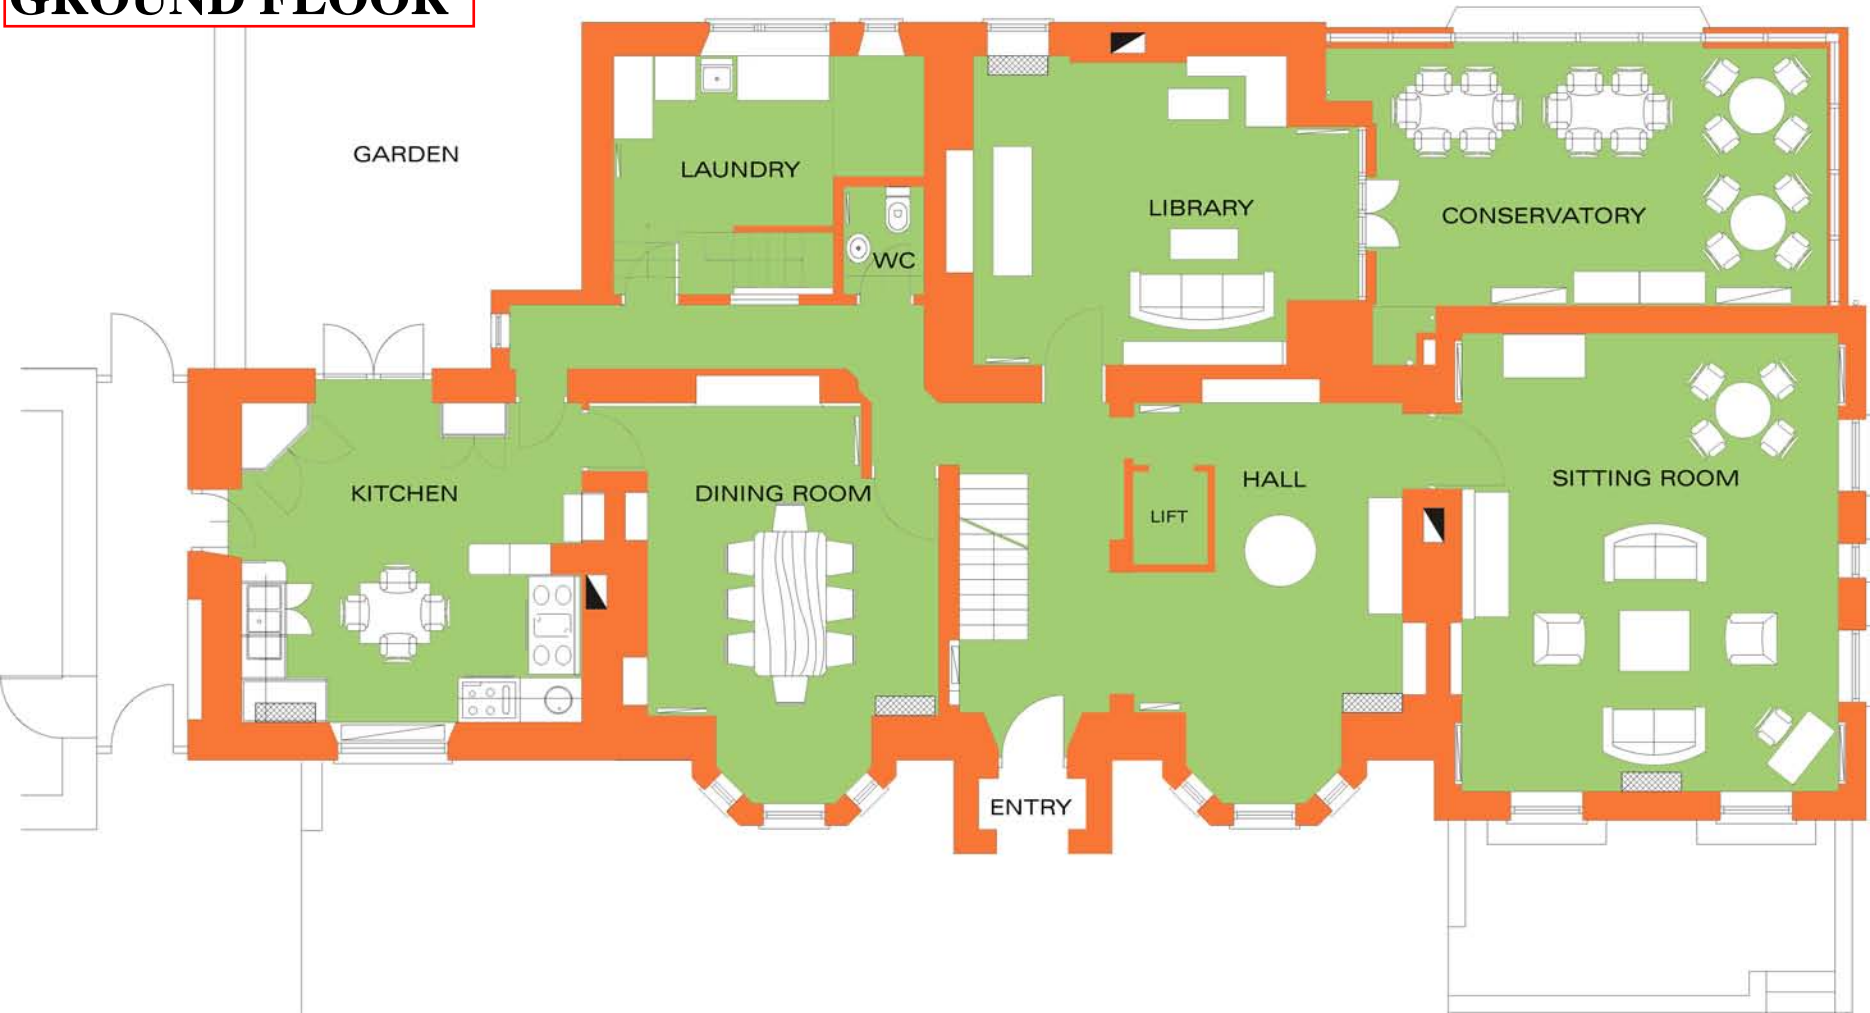 GROUND FLOOR
GARDEN
LAUNDRY
LIBRARY
CONSERVATORY
WC
KITCHEN
DINING ROOM
HALL
SITTING ROOM
LIFT
ENTRY